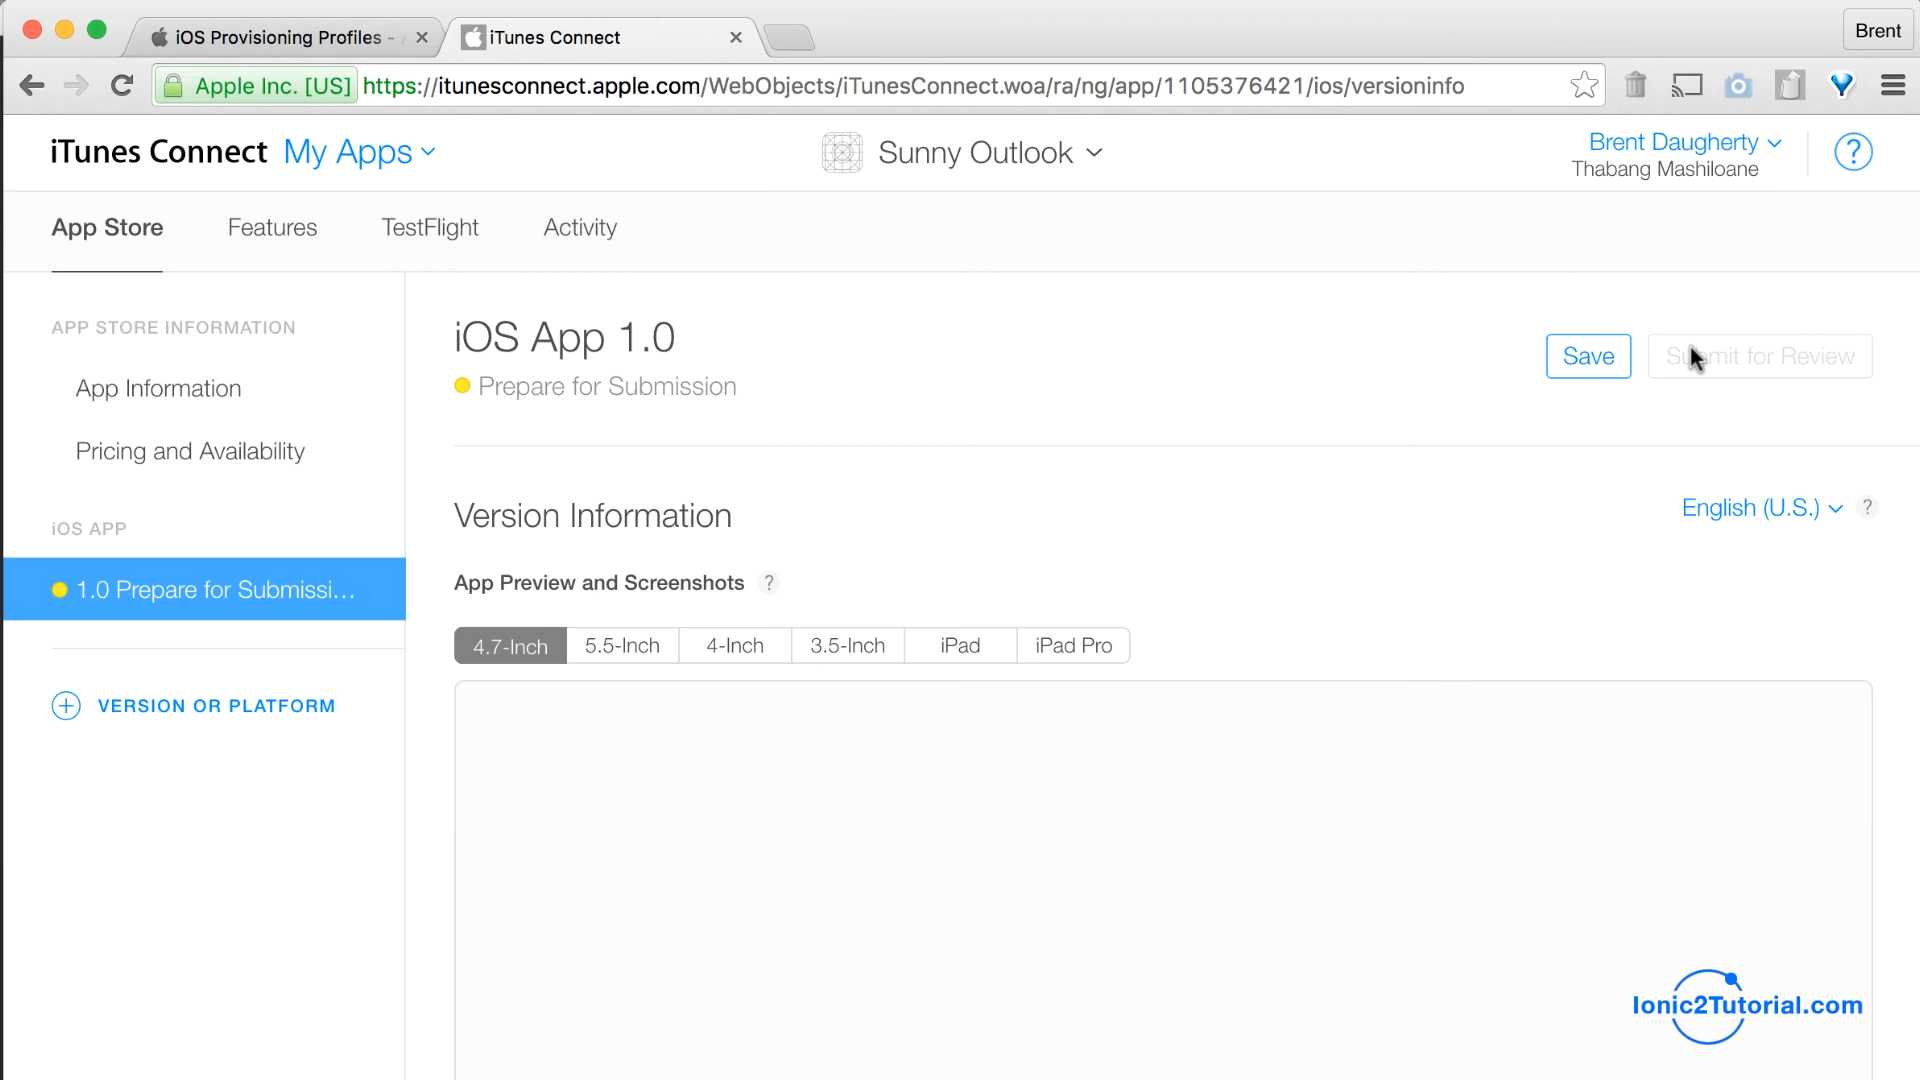 iOS Provisioning Profiles -
iTunes Connect
Brent
Apple Inc. [US] https://itunesconnect.apple.com/WebObjects/iTunesConnect.woa/ra/ng/app/1105376421/ios/versioninfo
iTunes Connect My Apps
Sunny Outlook
Brent Daugherty
Thabang Mashiloane
?
App Store
Features
TestFlight
Activity
APP STORE INFORMATION
App Information
Pricing and Availability
iOS APP
1.0 Prepare for Submissi...
VERSION OR PLATFORM
iOS App 1.0
Prepare for Submission
Save
Submit for Review
Version Information
English (U.S.)
?
App Preview and Screenshots ?
4.7-Inch
5.5-Inch
4-Inch
3.5-Inch
iPad
iPad Pro
Ionic2Tutorial.com